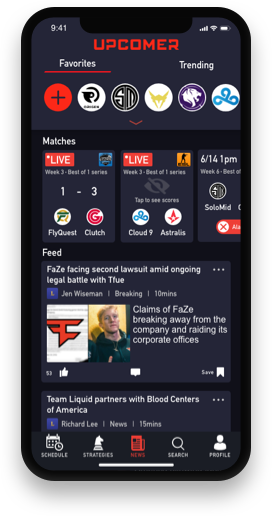 9:41
UPCOMER
Favorites Trending
ORIGEN
TSM
Matches
*LIVE *LIVE 6/14 1pm
Week 3 - Best of 1 series Week 3 - Best of 1 series Week 6 - Best of
1 - 3
Tap to see scores
FlyQuest Clutch Cloud 9 Astralis SoloMid
Ala
Feed
FaZe facing second lawsuit amid ongoing
legal battle with Tfue
Jen Wiseman | Breaking | 10mins
Claims of FaZe
breaking away from the
company and raiding its
corporate offices
53 Save
Team Liquid partners with Blood Centers
of America
Richard Lee | News | 15mins
SCHEDULE STRATEGIES NEWS SEARCH PROFILE